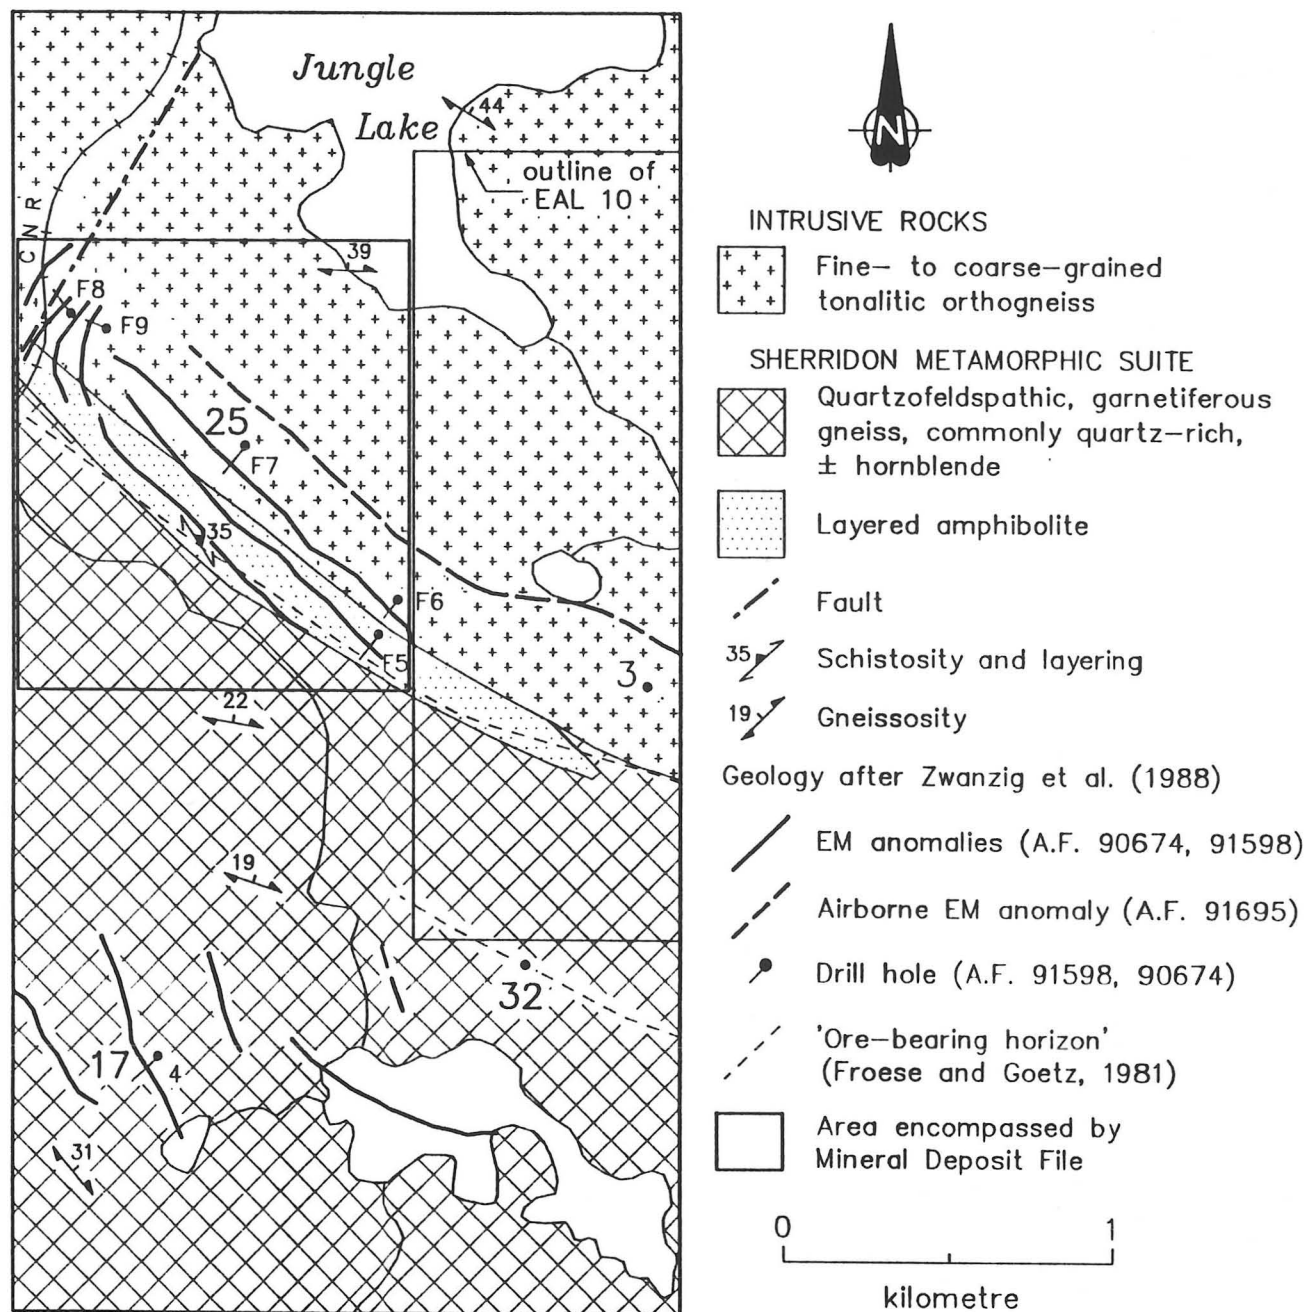 Jungle
Lake
44
outline of
EAL 10
CNR
39
F8
F9
25
F7
35
F6
F5
3
22
19
32
17
4
31
N
INTRUSIVE ROCKS
Fine- to coarse-grained
tonalitic orthogneiss
SHERRIDON METAMORPHIC SUITE
Quartzofeldspathic, garnetiferous
gneiss, commonly quartz-rich,
± hornblende
Layered amphibolite
Fault
35
Schistosity and layering
19
Gneissosity
Geology after Zwanzig et al. (1988)
EM anomalies (A.F. 90674, 91598)
Airborne EM anomaly (A.F. 91695)
Drill hole (A.F. 91598, 90674)
'Ore-bearing horizon'
(Froese and Goetz, 1981)
Area encompassed by
Mineral Deposit File
0 1
kilometre